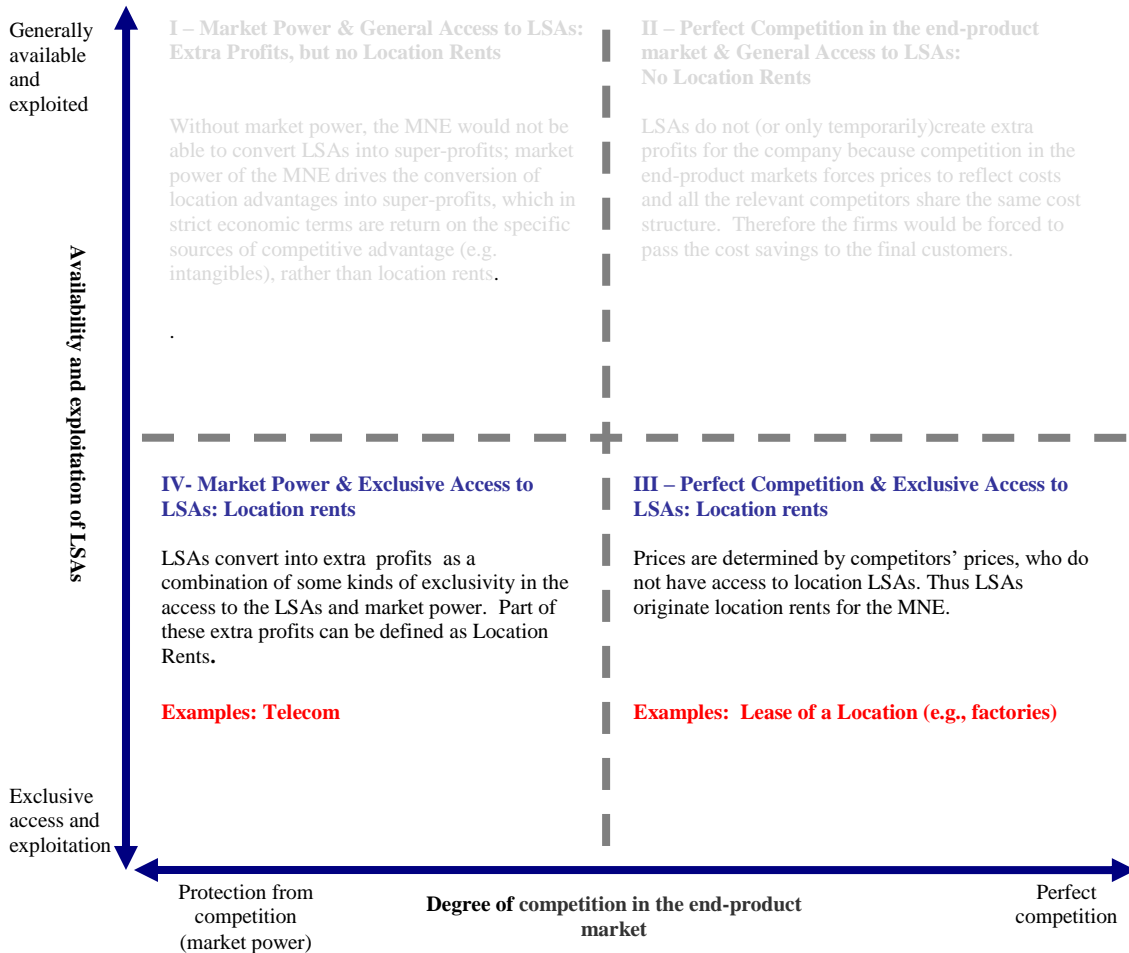 Generally
available
and
exploited
I – Market Power & General Access to LSAs:
Extra Profits, but no Location Rents
Without market power, the MNE would not be
able to convert LSAs into super-profits; market
power of the MNE drives the conversion of
location advantages into super-profits, which in
strict economic terms are return on the specific
sources of competitive advantage (e.g.
intangibles), rather than location rents.
.
II – Perfect Competition in the end-product
market & General Access to LSAs:
No Location Rents
LSAs do not (or only temporarily)create extra
profits for the company because competition in the
end-product markets forces prices to reflect costs
and all the relevant competitors share the same cost
structure.  Therefore the firms would be forced to
pass the cost savings to the final customers.
Availability and exploitation of LSAs
IV- Market Power & Exclusive Access to
LSAs: Location rents
LSAs convert into extra  profits  as a
combination of some kinds of exclusivity in the
access to the LSAs and market power.  Part of
these extra profits can be defined as Location
Rents.
Examples: Telecom
III – Perfect Competition & Exclusive Access to
LSAs: Location rents
Prices are determined by competitors’ prices, who do
not have access to location LSAs. Thus LSAs
originate location rents for the MNE.
Examples:  Lease of a Location (e.g., factories)
Exclusive
access and
exploitation
Protection from
competition
(market power)
Degree of competition in the end-product
market
Perfect
competition